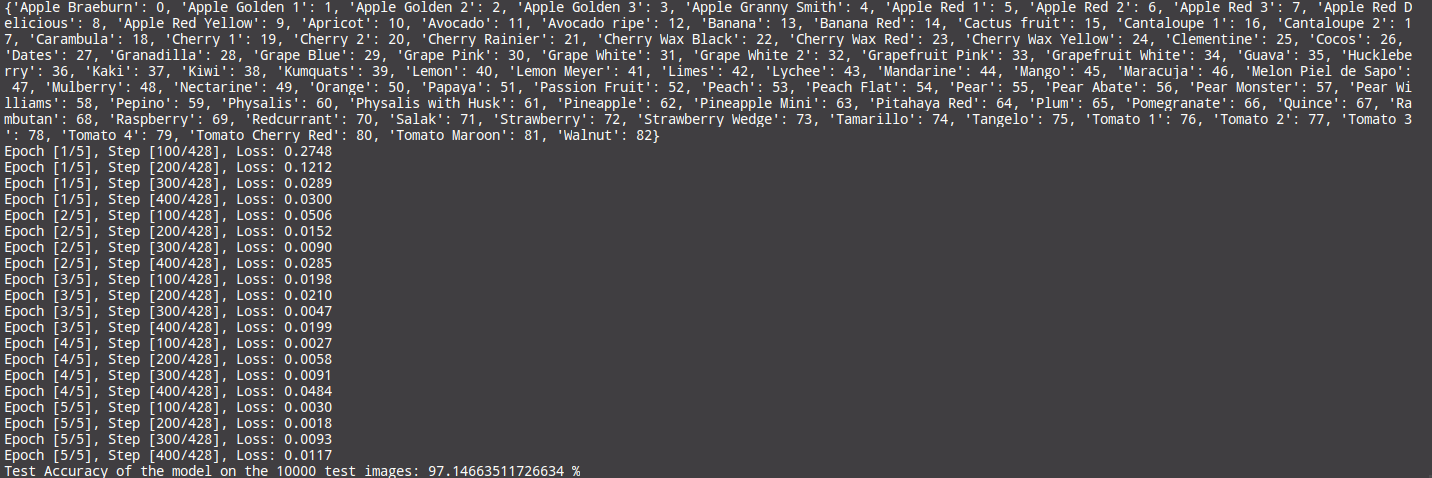 {'Apple Braeburn': 0, 'Apple Golden 1': 1, 'Apple Golden 2': 2, 'Apple Golden 3': 3, 'Apple Granny Smith': 4, 'Apple Red 1': 5, 'Apple Red 2': 6, 'Apple Red 3': 7, 'Apple Red D
elicious': 8, 'Apple Red Yellow': 9, 'Apricot': 10, 'Avocado': 11, 'Avocado ripe': 12, 'Banana': 13, 'Banana Red': 14, 'Cactus fruit': 15, 'Cantaloupe 1': 16, 'Cantaloupe 2': 1
7, 'Carambula': 18, 'Cherry 1': 19, 'Cherry 2': 20, 'Cherry Rainier': 21, 'Cherry Wax Black': 22, 'Cherry Wax Red': 23, 'Cherry Wax Yellow': 24, 'Clementine': 25, 'Cocos': 26,
'Dates': 27, 'Granadilla': 28, 'Grape Blue': 29, 'Grape Pink': 30, 'Grape White': 31, 'Grape White 2': 32, 'Grapefruit Pink': 33, 'Grapefruit White': 34, 'Guava': 35, 'Hucklebe
rry': 36, 'Kaki': 37, 'Kiwi': 38, 'Kumquats': 39, 'Lemon': 40, 'Lemon Meyer': 41, 'Limes': 42, 'Lychee': 43, 'Mandarine': 44, 'Mango': 45, 'Maracuja': 46, 'Melon Piel de Sapo':
47, 'Mulberry': 48, 'Nectarine': 49, 'Orange': 50, 'Papaya': 51, 'Passion Fruit': 52, 'Peach': 53, 'Peach Flat': 54, 'Pear': 55, 'Pear Abate': 56, 'Pear Monster': 57, 'Pear Wi
lliams': 58, 'Pepino': 59, 'Physalis': 60, 'Physalis with Husk': 61, 'Pineapple': 62, 'Pineapple Mini': 63, 'Pitahaya Red': 64, 'Plum': 65, 'Pomegranate': 66, 'Quince': 67, 'Ra
mbutan': 68, 'Raspberry': 69, 'Redcurrant': 70, 'Salak': 71, 'Strawberry': 72, 'Strawberry Wedge': 73, 'Tamarillo': 74, 'Tangelo': 75, 'Tomato 1': 76, 'Tomato 2': 77, 'Tomato 3
': 78, 'Tomato 4': 79, 'Tomato Cherry Red': 80, 'Tomato Maroon': 81, 'Walnut': 82}
Epoch [1/5], Step [100/428], Loss: 0.2748
Epoch [1/5], Step [200/428], Loss: 0.1212
Epoch [1/5], Step [300/428], Loss: 0.0289
Epoch [1/5], Step [400/428], Loss: 0.0300
Epoch [2/5], Step [100/428], Loss: 0.0506
Epoch [2/5], Step [200/428], Loss: 0.0152
Epoch [2/5], Step [300/428], Loss: 0.0090
Epoch [2/5], Step [400/428], Loss: 0.0285
Epoch [3/5], Step [100/428], Loss: 0.0198
Epoch [3/5], Step [200/428], Loss: 0.0210
Epoch [3/5], Step [300/428], Loss: 0.0047
Epoch [3/5], Step [400/428], Loss: 0.0199
Epoch [4/5], Step [100/428], Loss: 0.0027
Epoch [4/5], Step [200/428], Loss: 0.0058
Epoch [4/5], Step [300/428], Loss: 0.0091
Epoch [4/5], Step [400/428], Loss: 0.0484
Epoch [5/5], Step [100/428], Loss: 0.0030
Epoch [5/5], Step [200/428], Loss: 0.0018
Epoch [5/5], Step [300/428], Loss: 0.0093
Epoch [5/5], Step [400/428], Loss: 0.0117
Test Accuracy of the model on the 10000 test images: 97.14663511726634 %